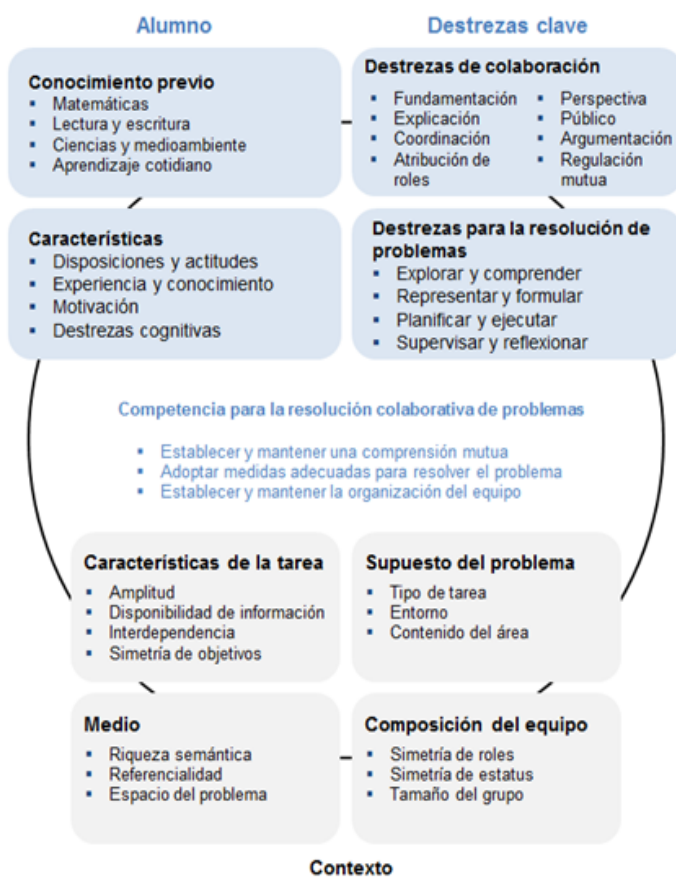 Alumno
Destrezas clave
Conocimiento previo
▪ Matemáticas
▪ Lectura y escritura
▪ Ciencias y medioambiente
▪ Aprendizaje cotidiano
Destrezas de colaboración
▪ Fundamentación
▪ Explicación
▪ Coordinación
▪ Atribución de
roles
▪ Perspectiva
▪ Público
▪ Argumentación
▪ Regulación
mutua
Características
▪ Disposiciones y actitudes
▪ Experiencia y conocimiento
▪ Motivación
▪ Destrezas cognitivas
Destrezas para la resolución de
problemas
▪ Explorar y comprender
▪ Representar y formular
▪ Planificar y ejecutar
▪ Supervisar y reflexionar
Competencia para la resolución colaborativa de problemas
▪ Establecer y mantener una comprensión mutua
▪ Adoptar medidas adecuadas para resolver el problema
▪ Establecer y mantener la organización del equipo
Características de la tarea
▪ Amplitud
▪ Disponibilidad de información
▪ Interdependencia
▪ Simetría de objetivos
Supuesto del problema
▪ Tipo de tarea
▪ Entorno
▪ Contenido del área
Medio
▪ Riqueza semántica
▪ Referencialidad
▪ Espacio del problema
Composición del equipo
▪ Simetría de roles
▪ Simetría de estatus
▪ Tamaño del grupo
Contexto